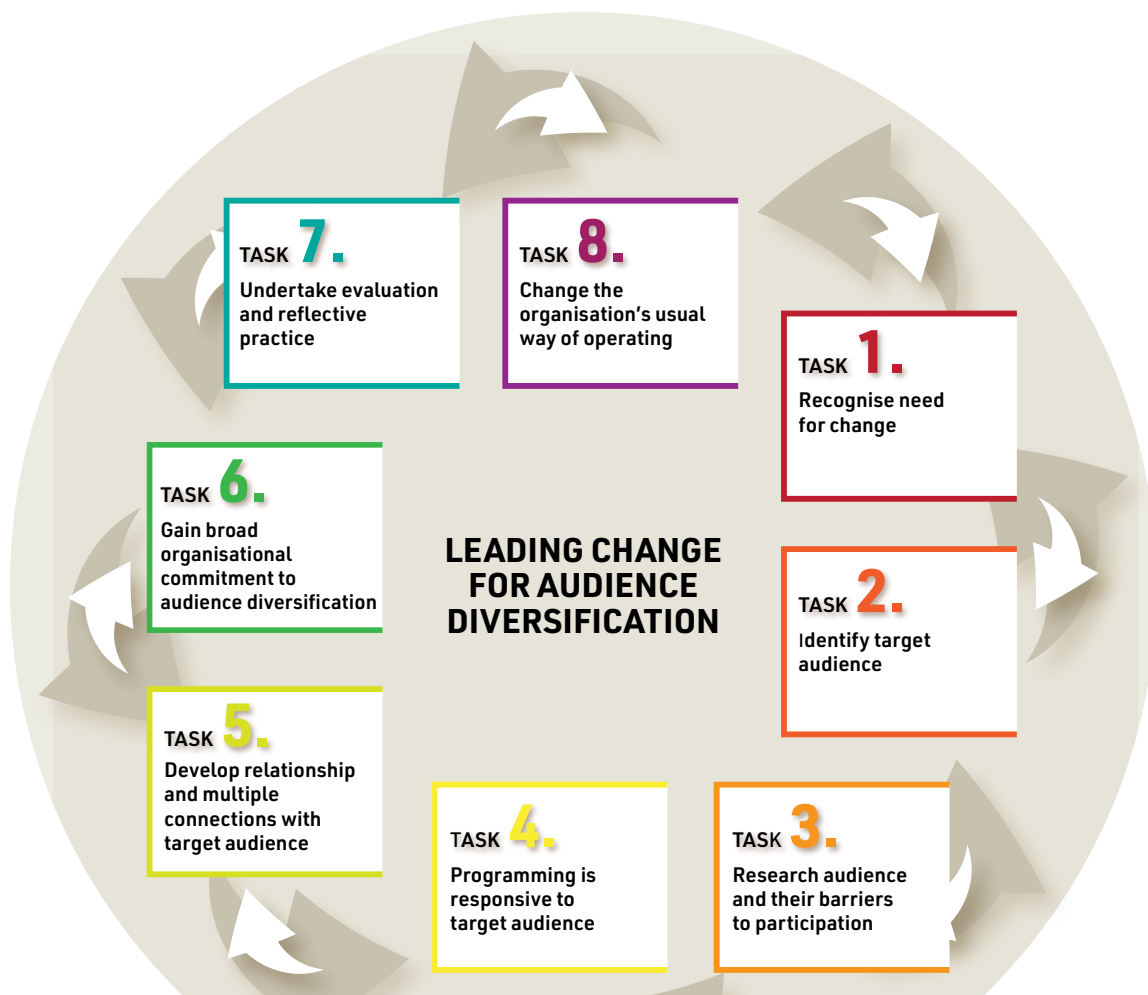 LEADING CHANGE
FOR AUDIENCE
DIVERSIFICATION
TASK 1.
Recognise need
for change
TASK 2.
Identify target
audience
TASK 3.
Research audience
and their barriers
to participation
TASK 4.
Programming is
responsive to
target audience
TASK 5.
Develop relationship
and multiple
connections with
target audience
TASK 6.
Gain broad
organisational
commitment to
audience diversification
TASK 7.
Undertake evaluation
and reflective
practice
TASK 8.
Change the
organisation's usual
way of operating